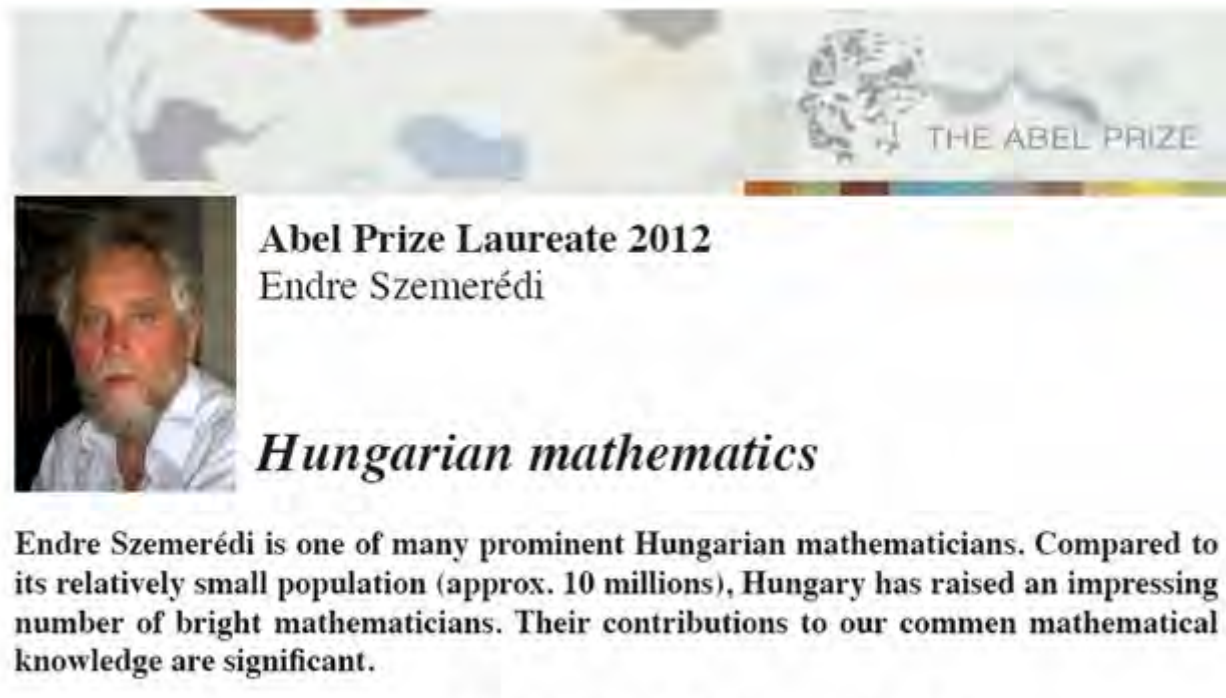 THE ABEL PRIZE
Abel Prize Laureate 2012
Endre Szemerédi
Hungarian mathematics
Endre Szemerédi is one of many prominent Hungarian mathematicians. Compared to
its relatively small population (approx. 10 millions), Hungary has raised an impressing
number of bright mathematicians. Their contributions to our commen mathematical
knowledge are significant.